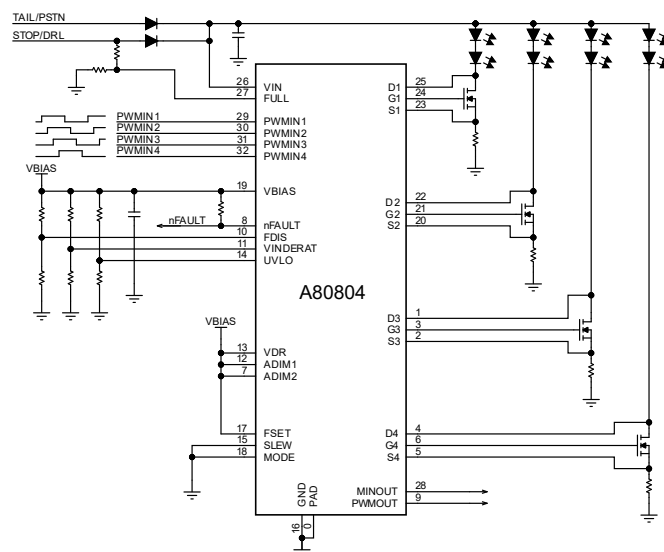 TAIL/PSTN
STOP/DRL
26 VIN
27 FULL
PWMIN1 29 PWMIN1
PWMIN2 30 PWMIN2
PWMIN3 31 PWMIN3
PWMIN4 32 PWMIN4
VBIAS
19 VBIAS
nFAULT 8 nFAULT
10 FDIS
11 VINDERAT
14 UVLO
A80804
VBIAS
13 VDR
12 ADIM1
7 ADIM2
17 FSET
15 SLEW
18 MODE
GND
PAD
16
0
D1 25
G1 24
S1 23
D2 22
G2 21
S2 20
D3 1
G3 3
S3 2
D4 4
G4 6
S4 5
MINOUT 28
PWMOUT 9